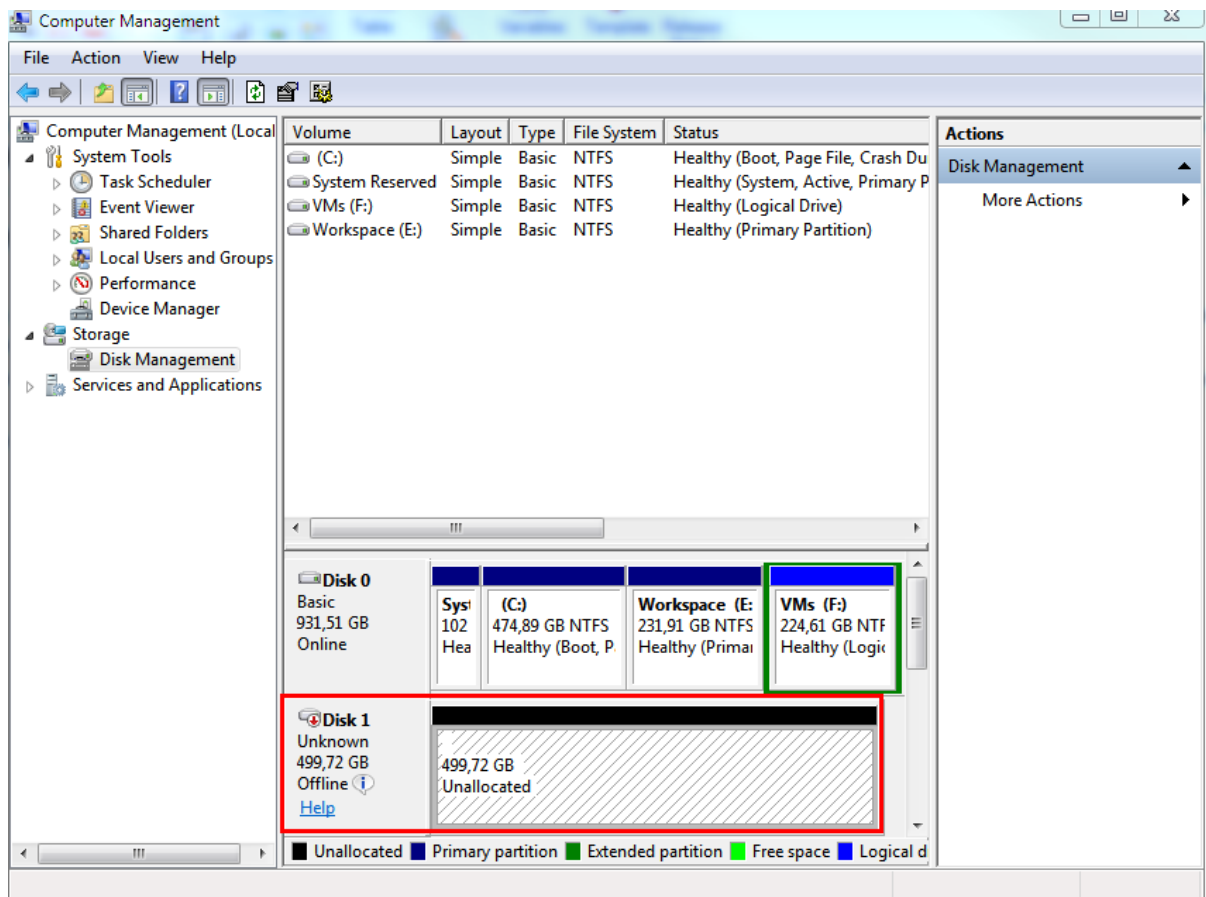 Computer Management
File Action View Help
Computer Management (Local
System Tools
Task Scheduler
Event Viewer
Shared Folders
Local Users and Groups
Performance
Device Manager
Storage
Disk Management
Services and Applications
Volume Layout Type File System Status
(C:) Simple Basic NTFS Healthy (Boot, Page File, Crash Du
System Reserved Simple Basic NTFS Healthy (System, Active, Primary P
VMs (F:) Simple Basic NTFS Healthy (Logical Drive)
Workspace (E:) Simple Basic NTFS Healthy (Primary Partition)
Disk 0
Basic
931,51 GB
Online
Syst
102
Hea
(C:)
474,89 GB NTFS
Healthy (Boot, P
Workspace (E:
231,91 GB NTFS
Healthy (Primar
VMs (F:)
224,61 GB NTF
Healthy (Logic
Disk 1
Unknown
499,72 GB
Offline
Help
499,72 GB
Unallocated
Unallocated Primary partition Extended partition Free space Logical d
Actions
Disk Management
More Actions